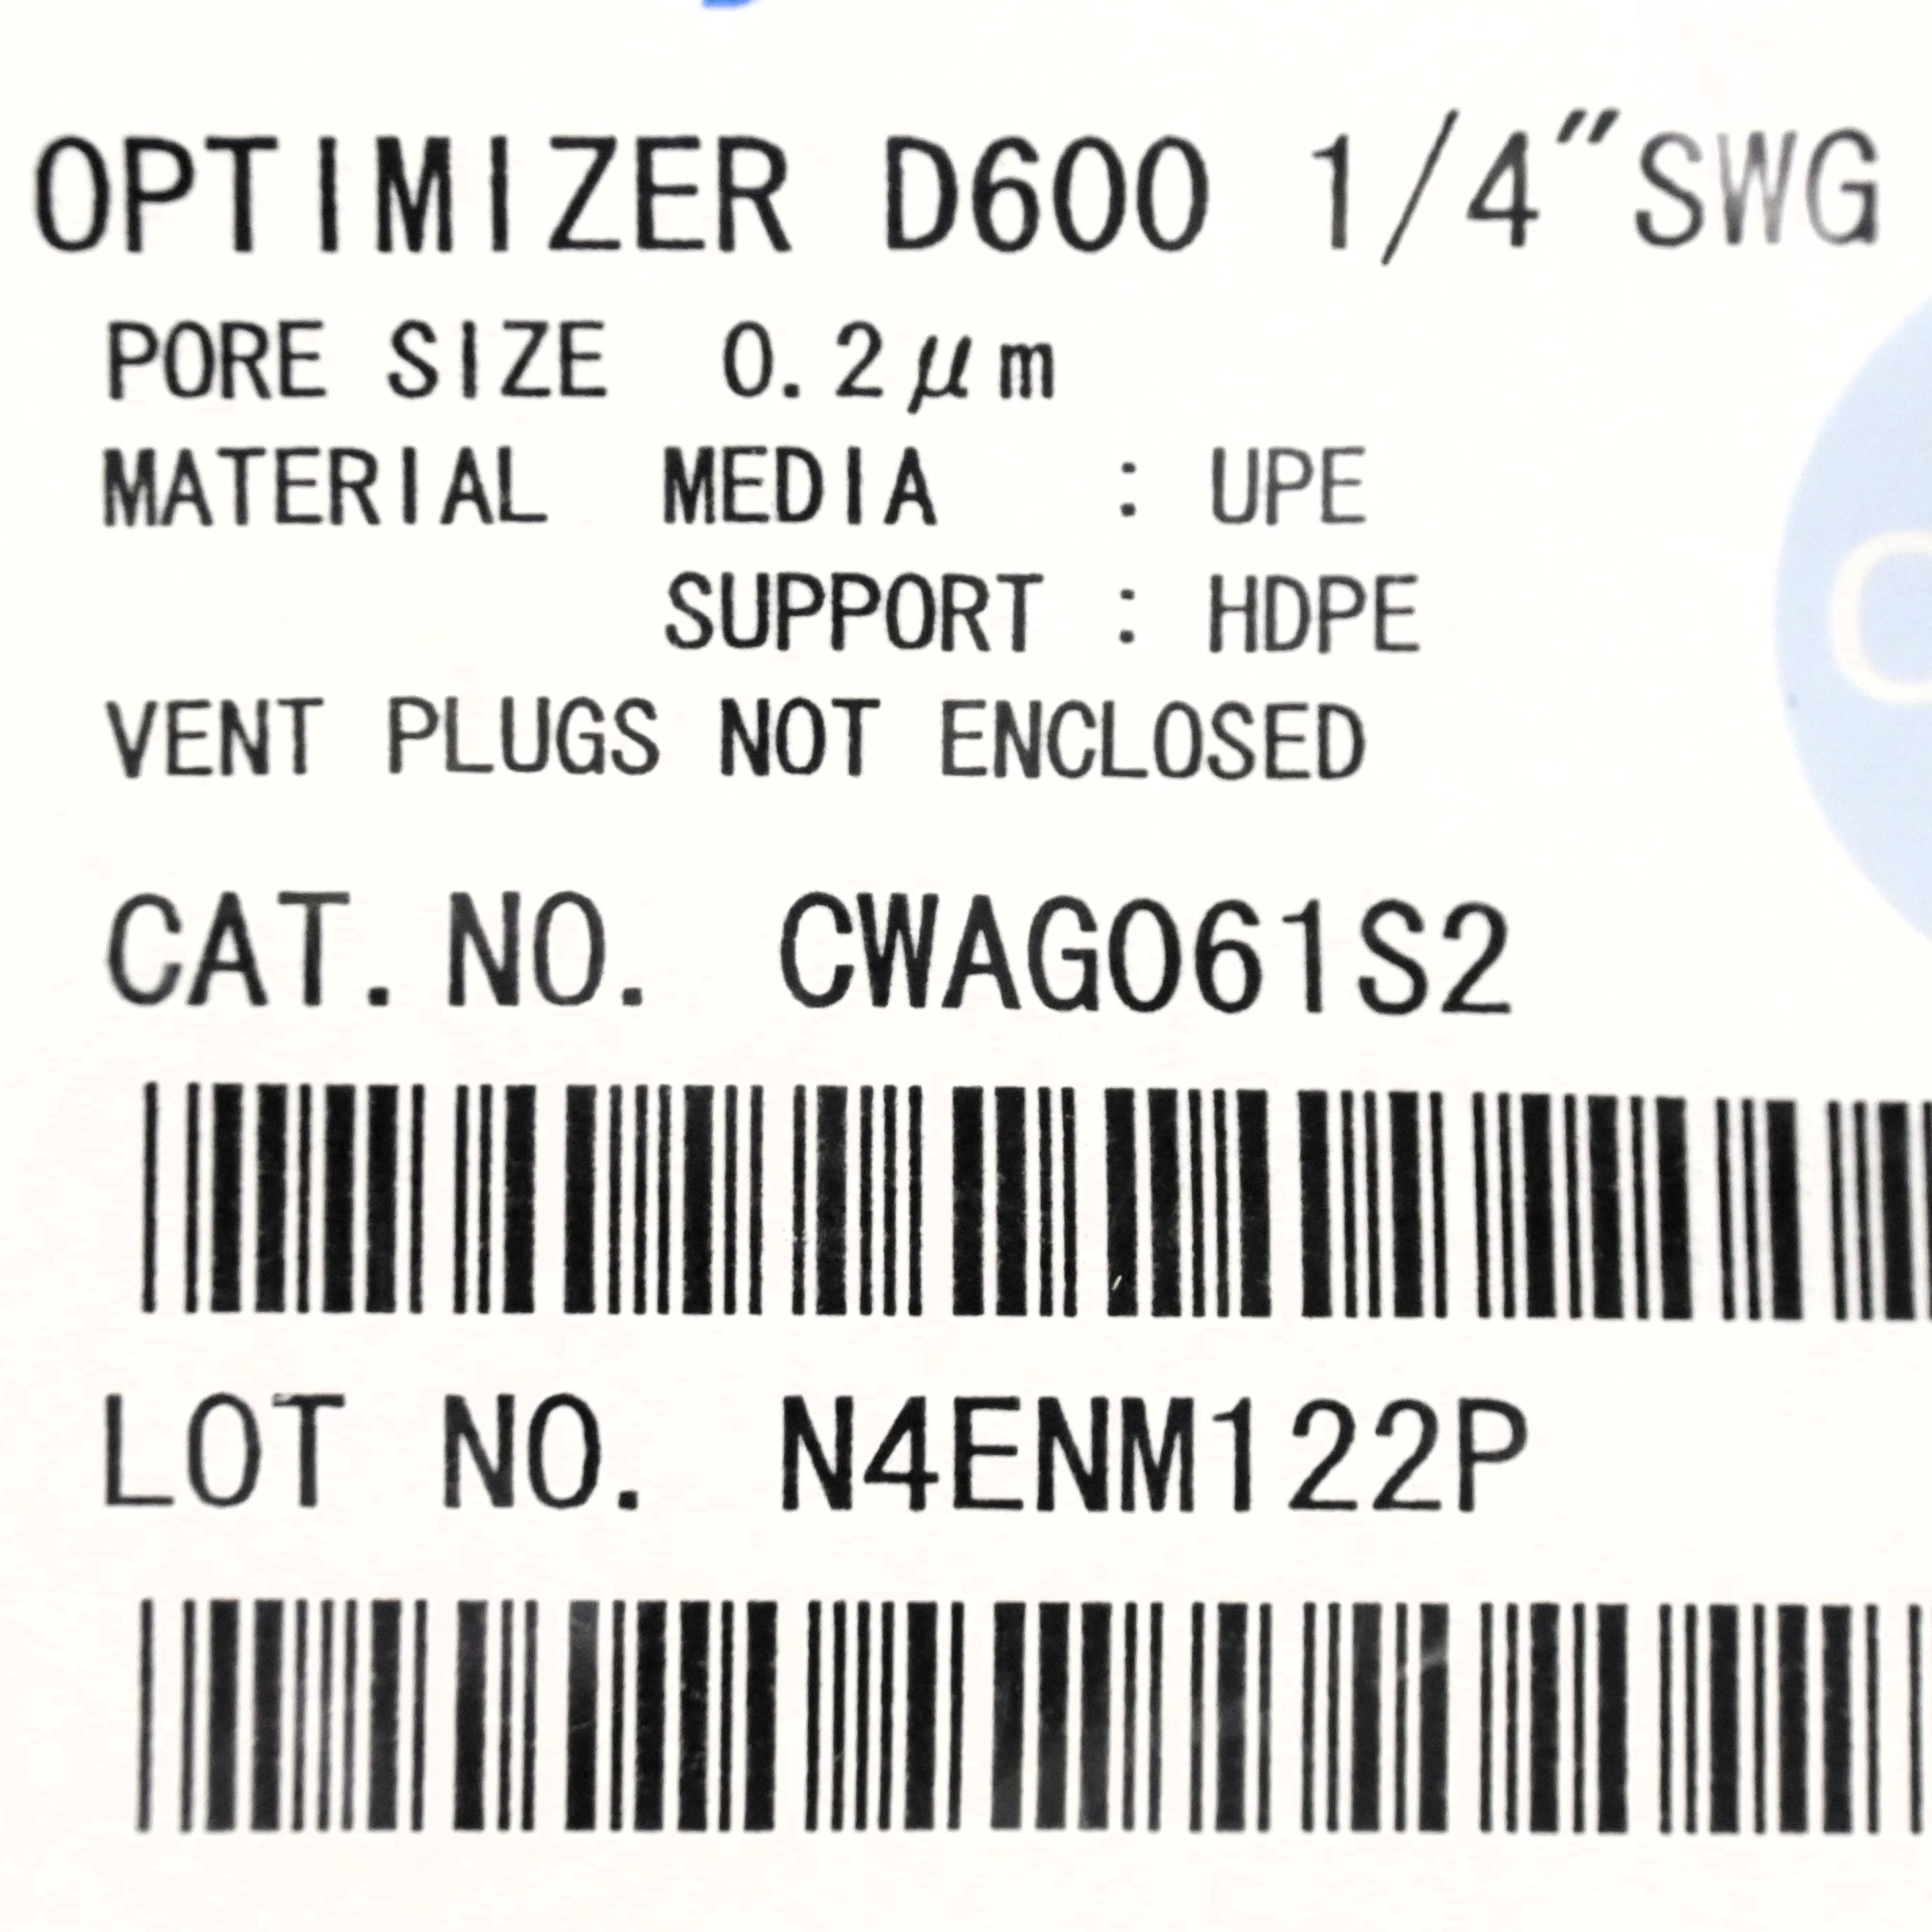 OPTIMIZER D600 1/4″SWG
PORE SIZE 0.2μm
MATERIAL MEDIA : UPE
SUPPORT : HDPE
VENT PLUGS NOT ENCLOSED
CAT.NO. CWAG061S2
LOT NO. N4ENM122P